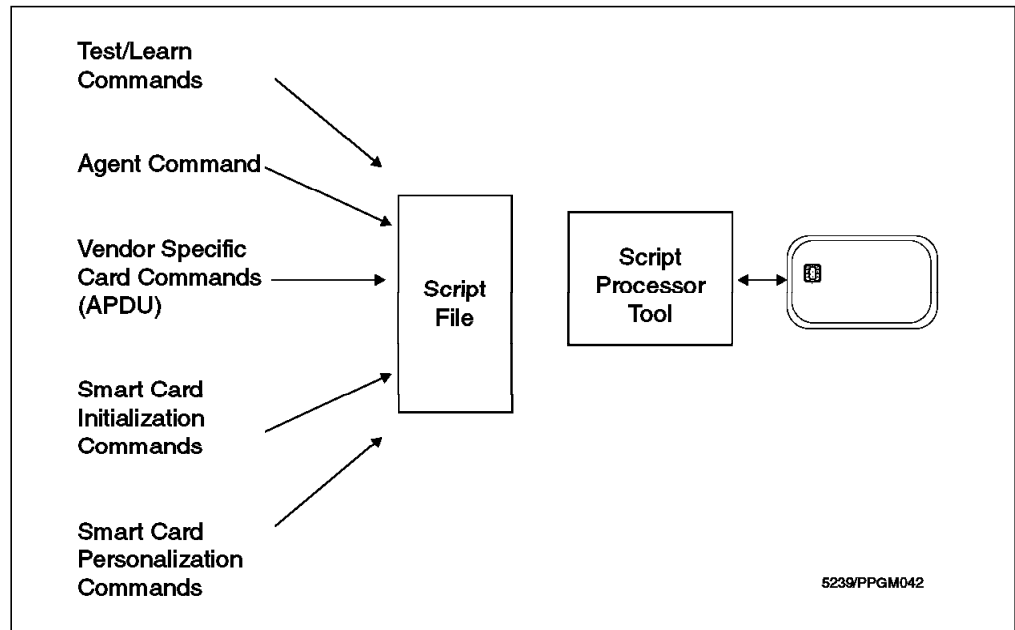 Test/Learn
Commands
Agent Command
Vendor Specific
Card Commands
(APDU)
Smart Card
Initialization
Commands
Smart Card
Personalization
Commands
Script
File
Script
Processor
Tool
5239/PPGM042